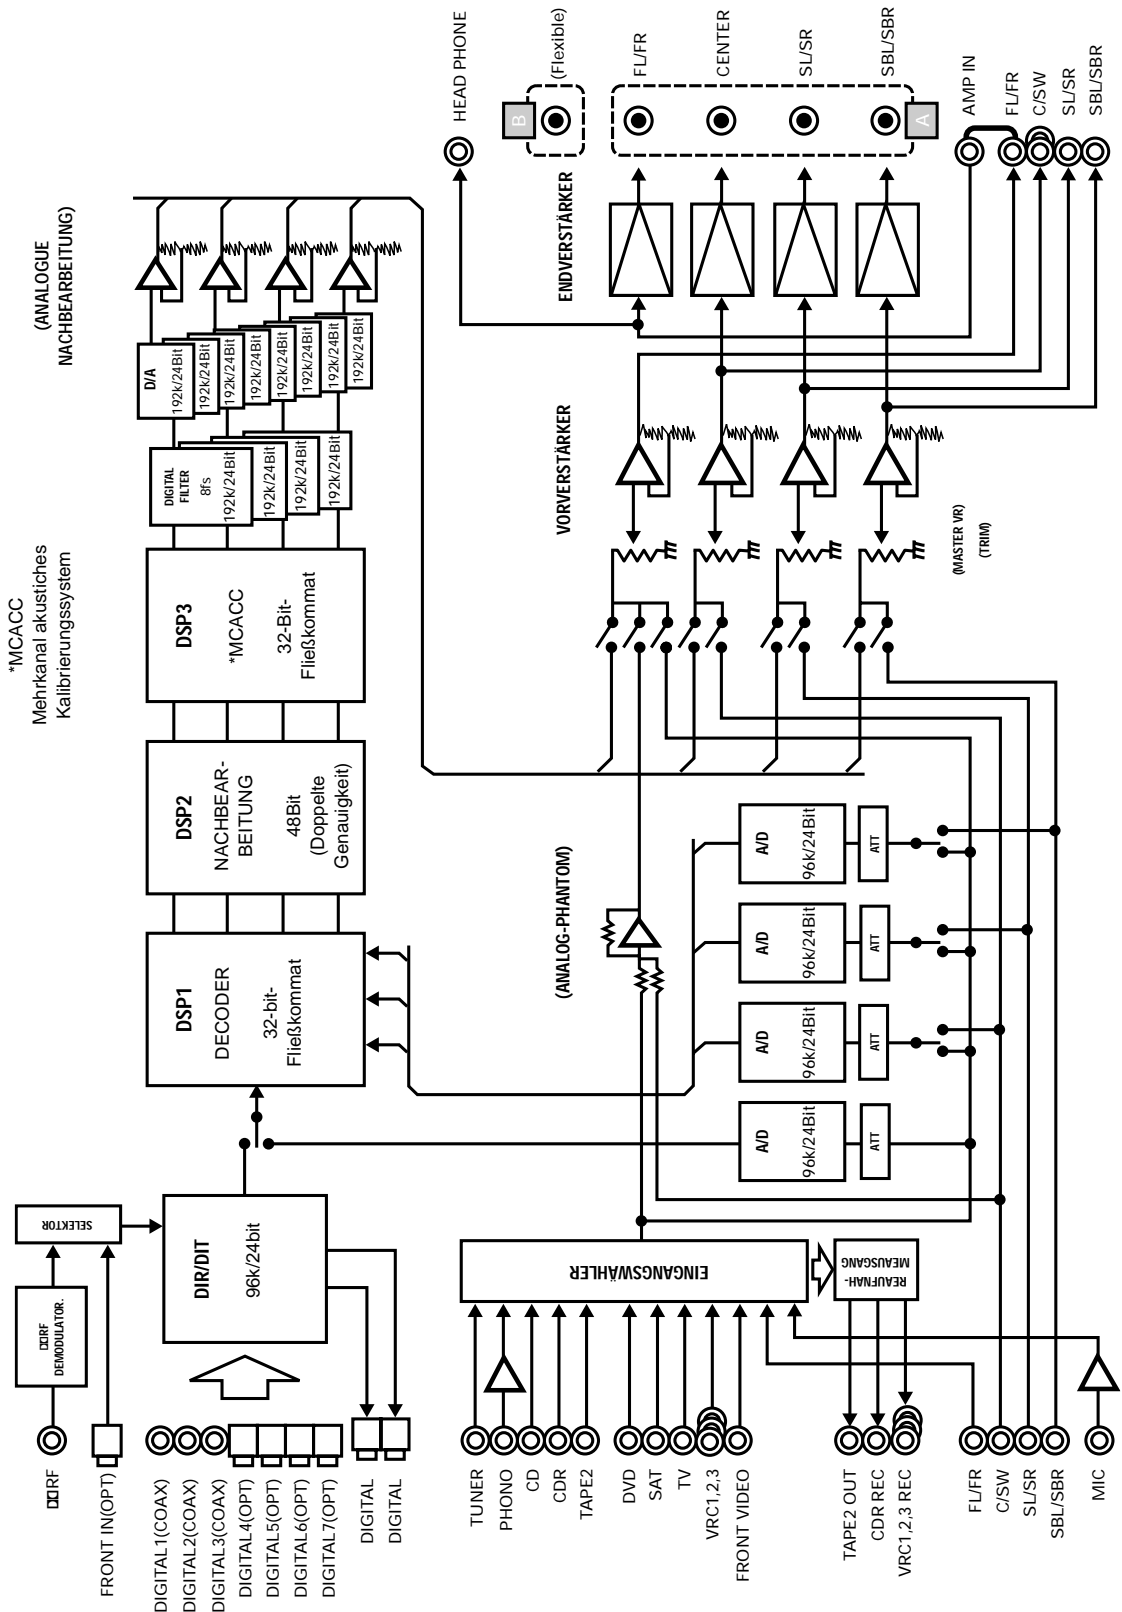 *MCACC
Mehrkanal akustisches
Kalibrierungssystem
(ANALOGUE
NACHBEARBEITUNG)
RF
RF
DEMODULATOR.
SELEKTOR
FRONT IN(OPT)
DIGITAL1(COAX)
DIGITAL2(COAX)
DIGITAL3(COAX)
DIGITAL4(OPT)
DIGITAL5(OPT)
DIGITAL6(OPT)
DIGITAL7(OPT)
DIGITAL
DIGITAL
DIR/DIT
96k/24bit
DSP1
DECODER
32-bit-
Fließkommat
DSP2
NACHBEAR-
BEITUNG
48Bit
(Doppelte
Genauigkeit)
DSP3
*MCACC
32-Bit-
Fließkommat
DIGITAL
FILTER
8fs
192k/24Bit
192k/24Bit
192k/24Bit
192k/24Bit
D/A
192k/24Bit
192k/24Bit
192k/24Bit
192k/24Bit
192k/24Bit
192k/24Bit
192k/24Bit
192k/24Bit
TUNER
PHONO
CD
CDR
TAPE2
DVD
SAT
TV
VRC1,2,3
FRONT VIDEO
TAPE2 OUT
CDR REC
VRC1,2,3 REC
FL/FR
C/SW
SL/SR
SBL/SBR
MIC
EINGANGSWÄHLER
REAUFNAH-
MEAUSGANG
(ANALOG-PHANTOM)
A/D
96k/24Bit
ATT
A/D
96k/24Bit
ATT
A/D
96k/24Bit
ATT
A/D
96k/24Bit
ATT
VORVERSTÄRKER
(MASTER VR)
(TRIM)
ENDVERSTÄRKER
HEAD PHONE
B
(Flexible)
FL/FR
CENTER
SL/SR
SBL/SBR
A
AMP IN
FL/FR
C/SW
SL/SR
SBL/SBR